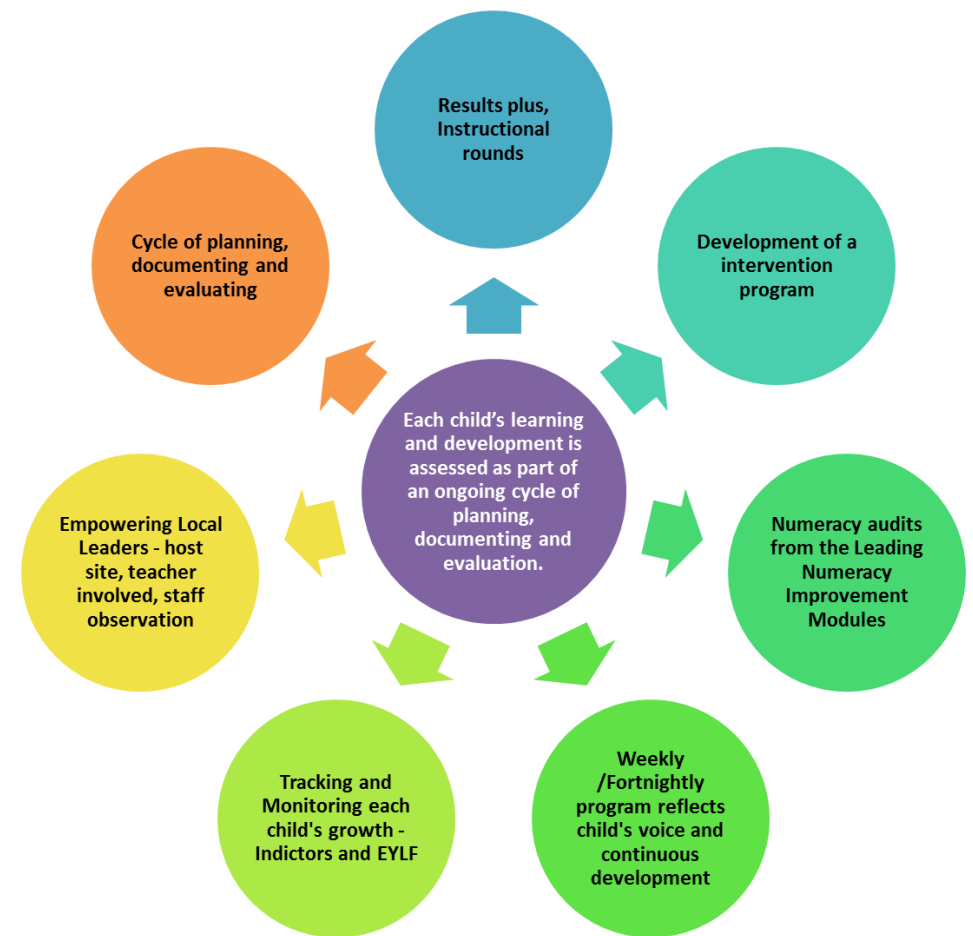 Results plus,
Instructional
rounds
Development of a
intervention
program
Numeracy audits
from the Leading
Numeracy
Improvement
Modules
Weekly
/Fortnightly
program reflects
child's voice and
continuous
development
Tracking and
Monitoring each
child's growth -
Indictors and EYLF
Empowering Local
Leaders - host
site, teacher
involved, staff
observation
Cycle of planning,
documenting and
evaluating
Each child’s learning
and development is
assessed as part of
an ongoing cycle of
planning,
documenting and
evaluation.